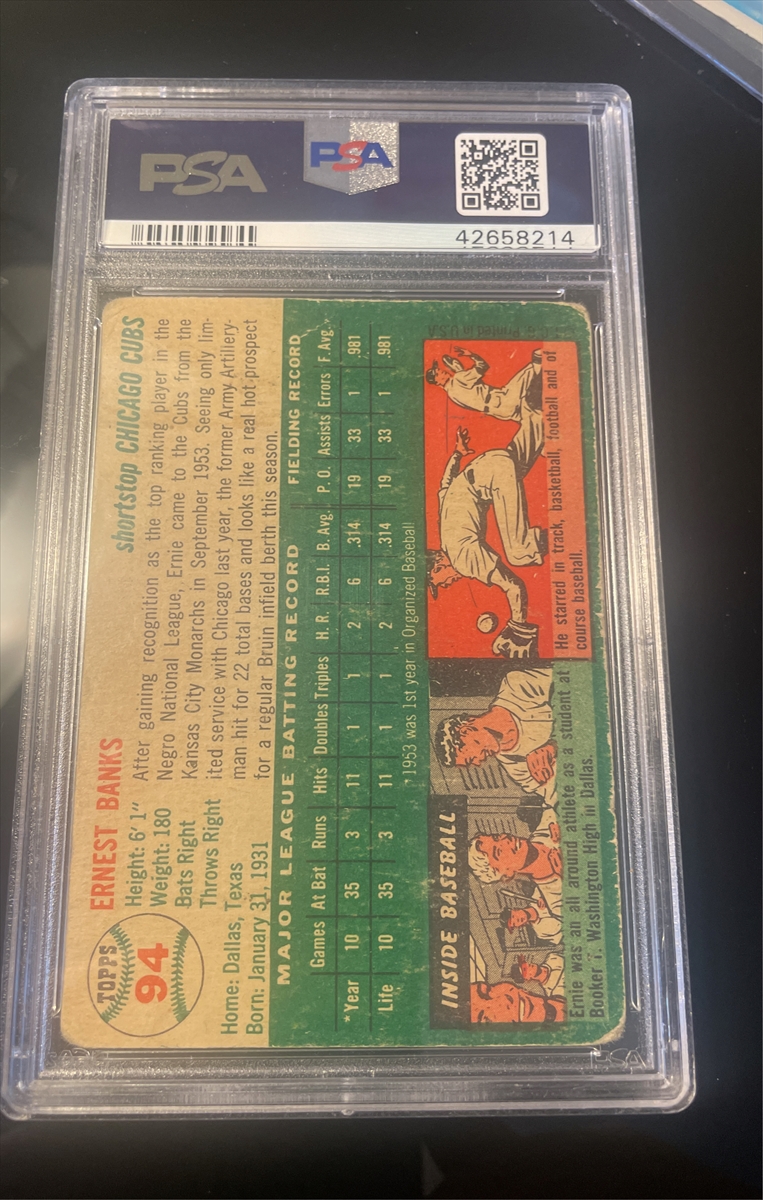 PSA
PSA
42658214
TOPPS
94
ERNEST BANKS
shortstop CHICAGO CUBS
Height: 6' 1"
Weight: 180
Bats Right
Throws Right
Home: Dallas, Texas
Born: January 31, 1931
After gaining recognition as the top ranking player in the
Negro National League, Ernie came to the Cubs from the
Kansas City Monarchs in September 1953. Seeing only lim-
ited service with Chicago last year, the former Army Artillery-
man hit for 22 total bases and looks like a real hot prospect
for a regular Bruin infield berth this season.
MAJOR LEAGUE BATTING RECORD FIELDING RECORD
Games At Bat Runs Hits Doubles Triples H. R. R.B.I. B. Avg. P. O. Assists Errors F. Avg.
*Year 10 35 3 11 1 1 2 6 .314 19 33 1 .981
Life 10 35 3 11 1 1 2 6 .314 19 33 1 .981
*1953 was 1st year in Organized Baseball
Printed in U.S.A
INSIDE BASEBALL
Ernie was an all around athlete as a student at
Booker T. Washington High in Dallas.
He starred in track, basketball, football and of
course baseball.
PSA